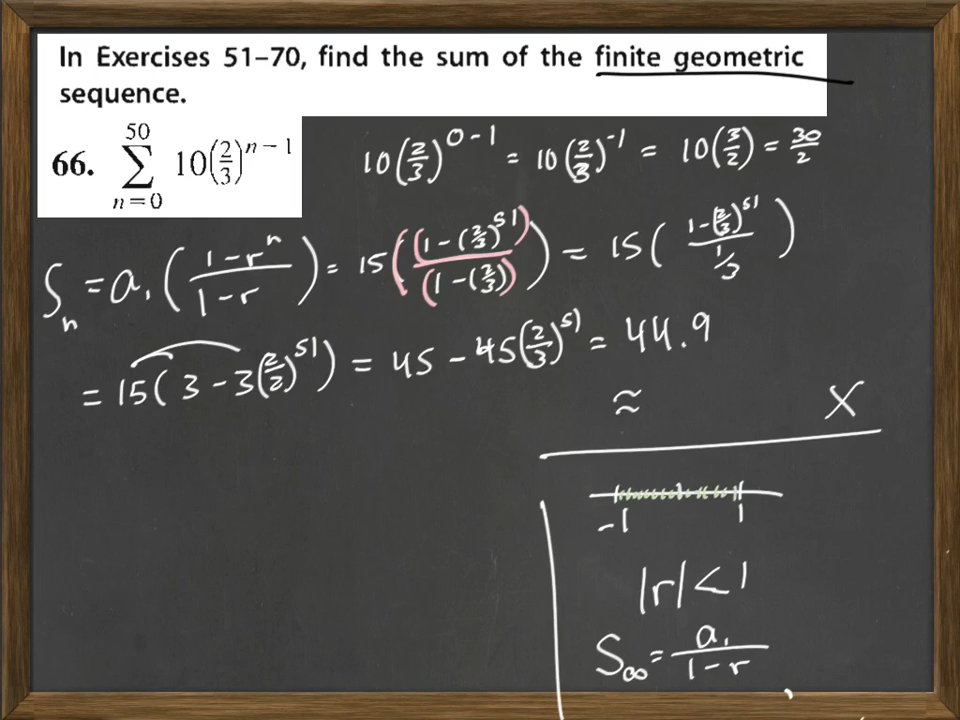 In Exercises 51–70, find the sum of the finite geometric
sequence.
66. \sum_{n=0}^{50} 10(2/3)^{n-1}
10(2/3)^{0-1} = 10(2/3)^{-1} = 10(3/2) = 30/2
S_n = a_1 ( (1-r^n) / (1-r) ) = 15( (1-(2/3)^{51}) / (1-(2/3)) ) = 15( (1-(2/3)^{51}) / (1/3) )
= 15( 3 - 3(2/2)^{51} ) = 45 - 45(2/3)^{51} = 44.9
≈ X
-1 1
|r| < 1
S_∞ = a_1 / (1-r)